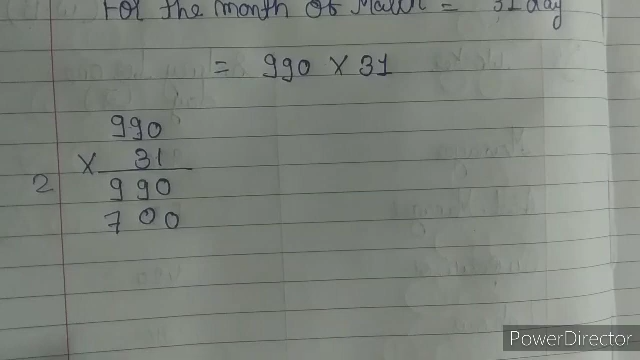 For the month of March = 31 day
= 990 X 31
990
X 31
2 990
700
PowerDirector